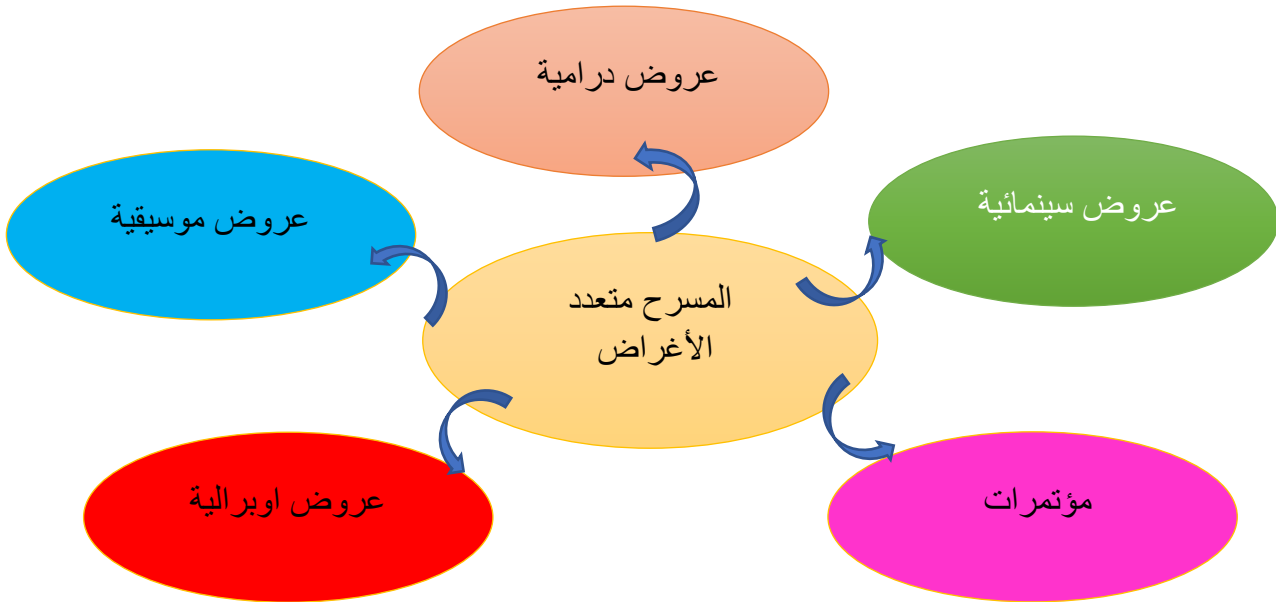 عروض درامية
عروض سينمائية
عروض موسيقية
المسرح متعدد
الأغراض
مؤتمرات
عروض اوبرالية